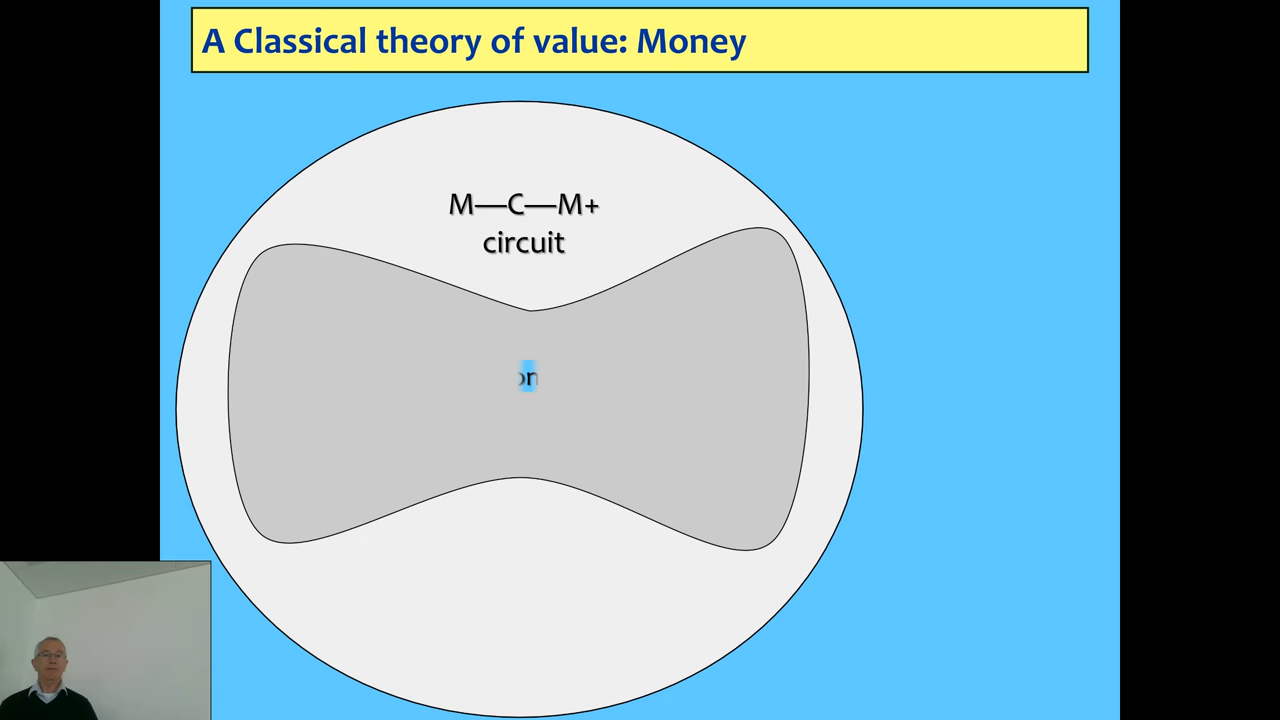 A Classical theory of value: Money
M—C—M+
circuit